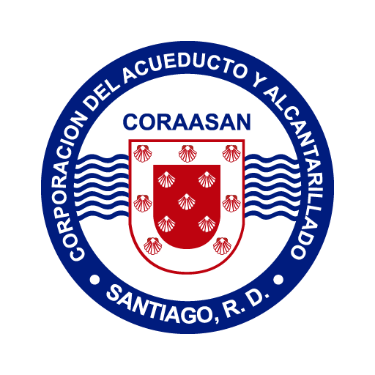 CORPORACION DEL ACUEDUCTO Y ALCANTARILLADO
CORAASAN
SANTIAGO, R. D.